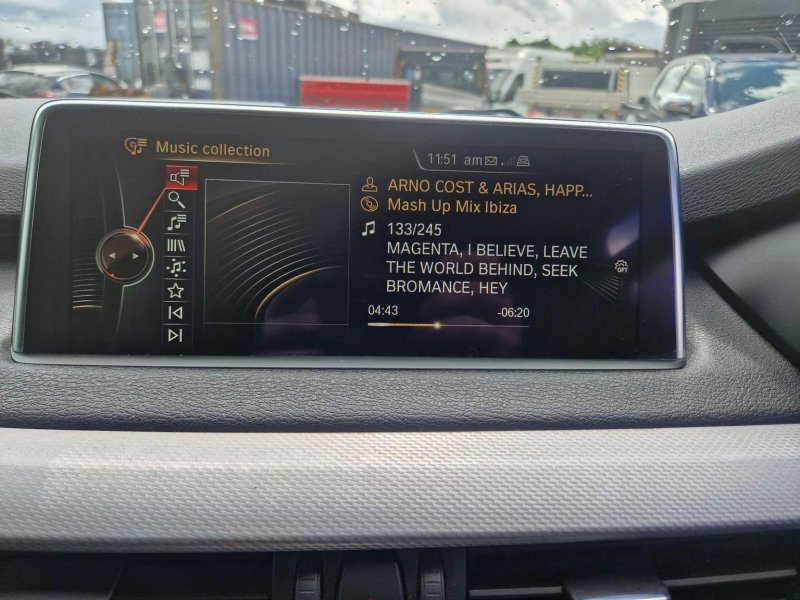 Music collection
11:51 am
ARNO COST & ARIAS, HAPP...
Mash Up Mix Ibiza
133/245
MAGENTA, I BELIEVE, LEAVE
THE WORLD BEHIND, SEEK
BROMANCE, HEY
OPT
04:43 -06:20